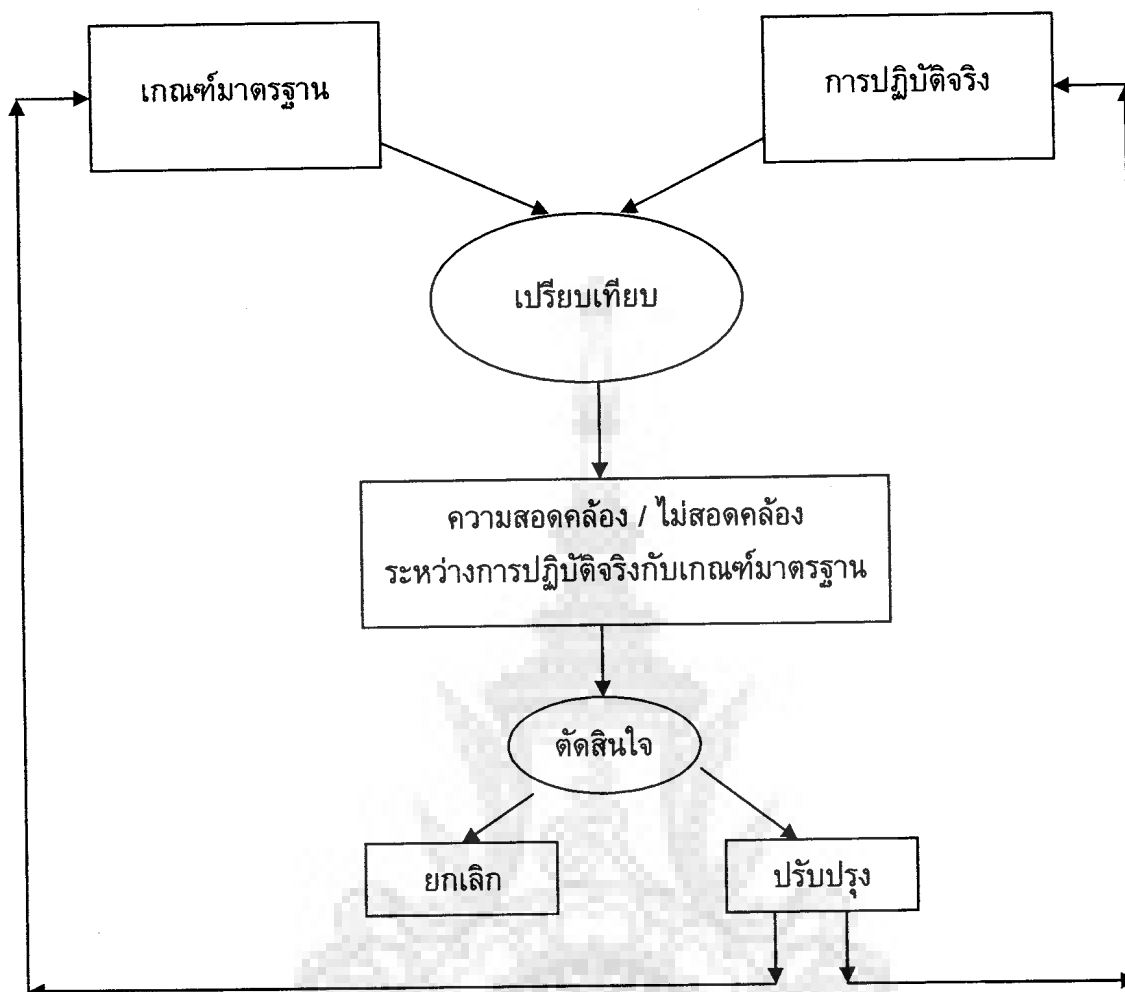 เกณฑ์มาตรฐาน
การปฏิบัติจริง
เปรียบเทียบ
ความสอดคล้อง / ไม่สอดคล้อง
ระหว่างการปฏิบัติจริงกับเกณฑ์มาตรฐาน
ตัดสินใจ
ยกเลิก
ปรับปรุง